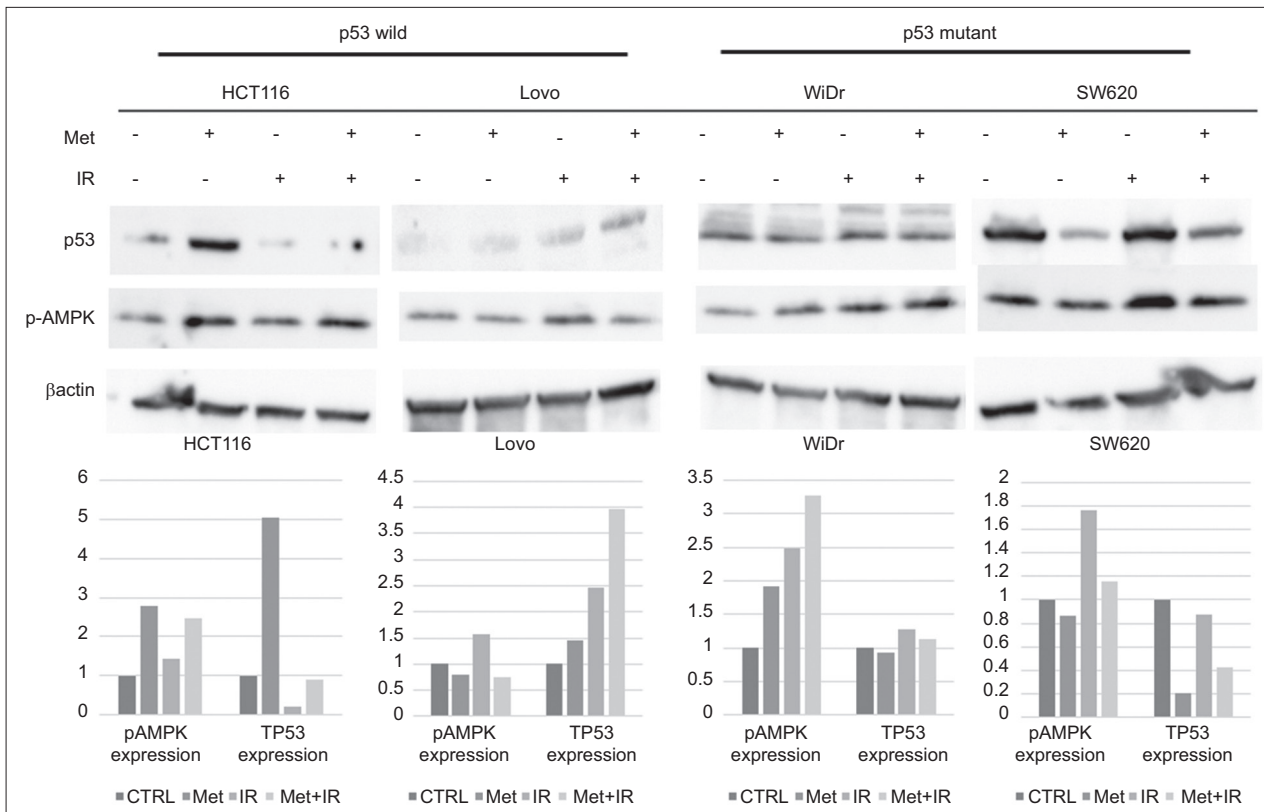 p53 wild p53 mutant
HCT116 Lovo WiDr SW620
Met - + - + - + - + - + - + - + - +
IR - - + + - - + + - - + + - - + +
p53
p-AMPK
βactin
HCT116 Lovo WiDr SW620
6 4.5 3.5 2
5 4 3 1.8
4 3.5 2.5 1.6
3 3 2 1.4
2 2.5 1.5 1.2
1 2 1 1
0 1.5 0.5 0.8
1 0 0.6
0.5 0.4
0 0.2
0
pAMPK TP53 pAMPK TP53 pAMPK TP53 pAMPK TP53
expression expression expression expression expression expression expression expression
CTRL Met IR Met+IR CTRL Met IR Met+IR CTRL Met IR Met+IR CTRL Met IR Met+IR